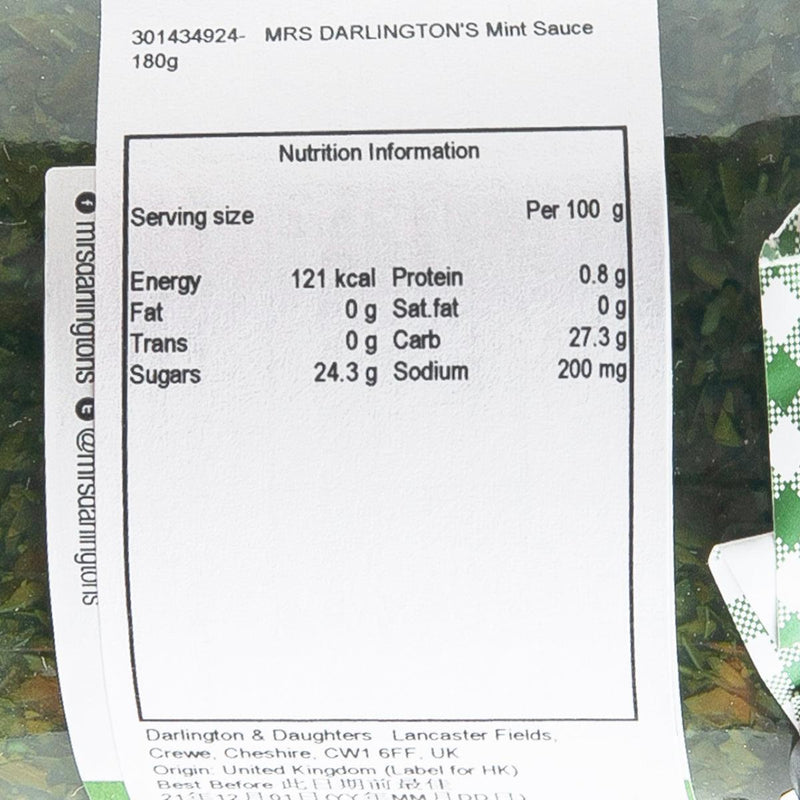 301434924- MRS DARLINGTON'S Mint Sauce
180g
Nutrition Information
Serving size Per 100 g
Energy 121 kcal Protein 0.8 g
Fat 0 g Sat.fat 0 g
Trans 0 g Carb 27.3 g
Sugars 24.3 g Sodium 200 mg
Darlington & Daughters Lancaster Fields,
Crewe, Cheshire, CW1 6FF, UK
Origin: United Kingdom (Label for HK)
Best Before 此日期前最佳
mrsdarlingtons
@mrsdarlingtons